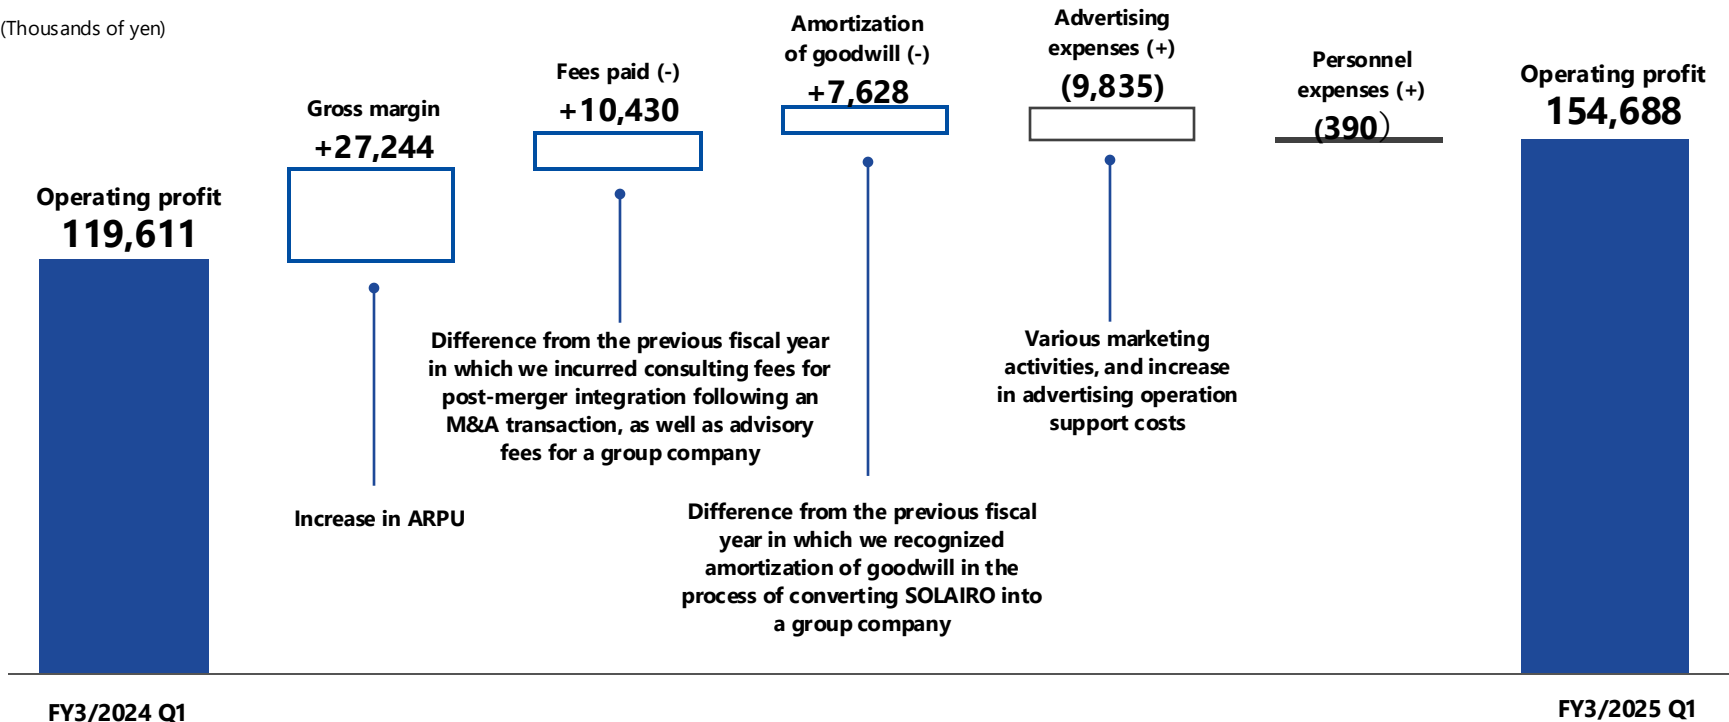 (Thousands of yen)
Operating profit
119,611
Gross margin
+27,244
Fees paid (-)
+10,430
Amortization
of goodwill (-)
+7,628
Advertising
expenses (+)
(9,835)
Personnel
expenses (+)
(390）
Operating profit
154,688
Increase in ARPU
Difference from the previous fiscal year
in which we incurred consulting fees for
post-merger integration following an
M&A transaction, as well as advisory
fees for a group company
Difference from the previous fiscal
year in which we recognized
amortization of goodwill in the
process of converting SOLAIRO into
a group company
Various marketing
activities, and increase
in advertising operation
support costs
FY3/2024 Q1
FY3/2025 Q1